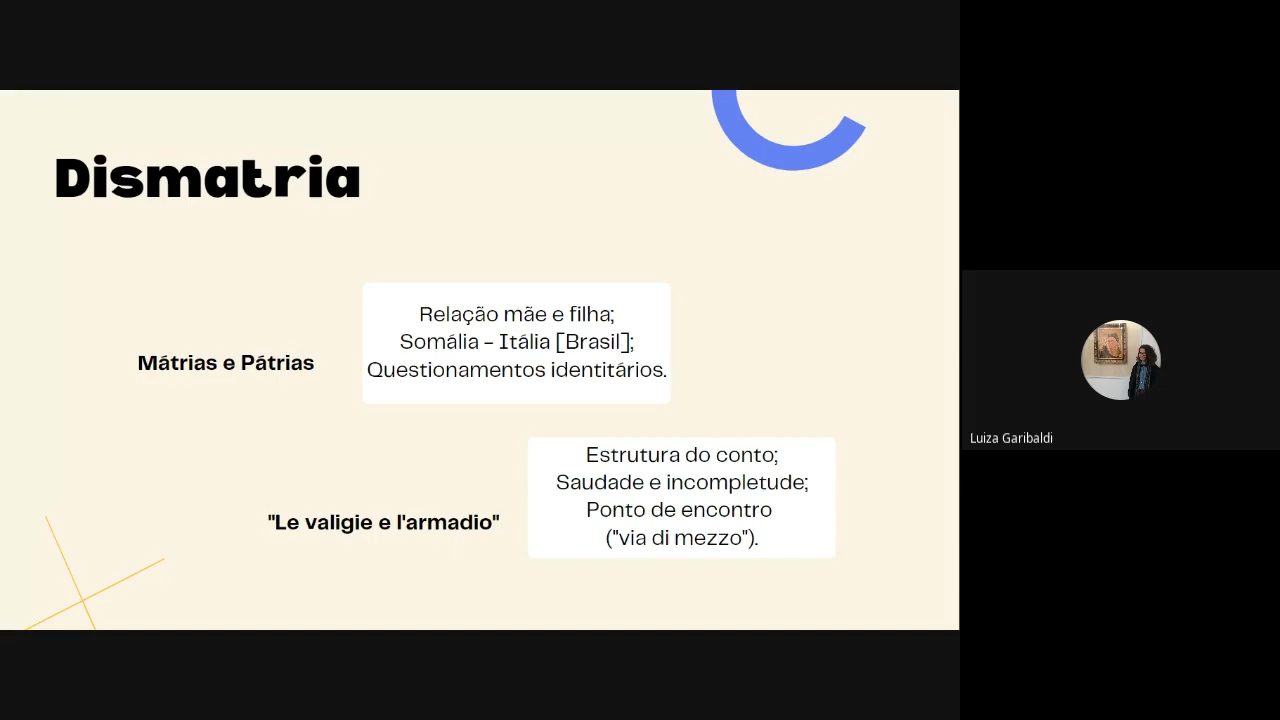 Dismatria
Relação mãe e filha;
Somália - Itália [Brasil];
Questionamentos identitários.
Mátrias e Pátrias
Estrutura do conto;
Saudade e incompletude;
Ponto de encontro
("via di mezzo").
"Le valigie e l'armadio"
Luiza Garibaldi